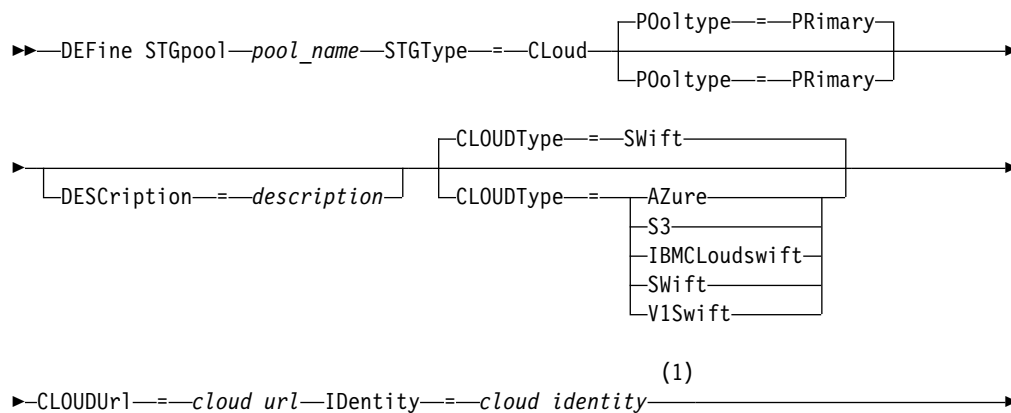 POoltype = PRimary
DEFine STGpool pool_name STGType = CLoud
POoltype = PRimary
CLOUDType = SWift
DESCription = description
CLOUDType = AZure
S3
IBMCLoudswift
SWift
V1Swift
(1)
CLOUDUrl = cloud url IDentity = cloud identity